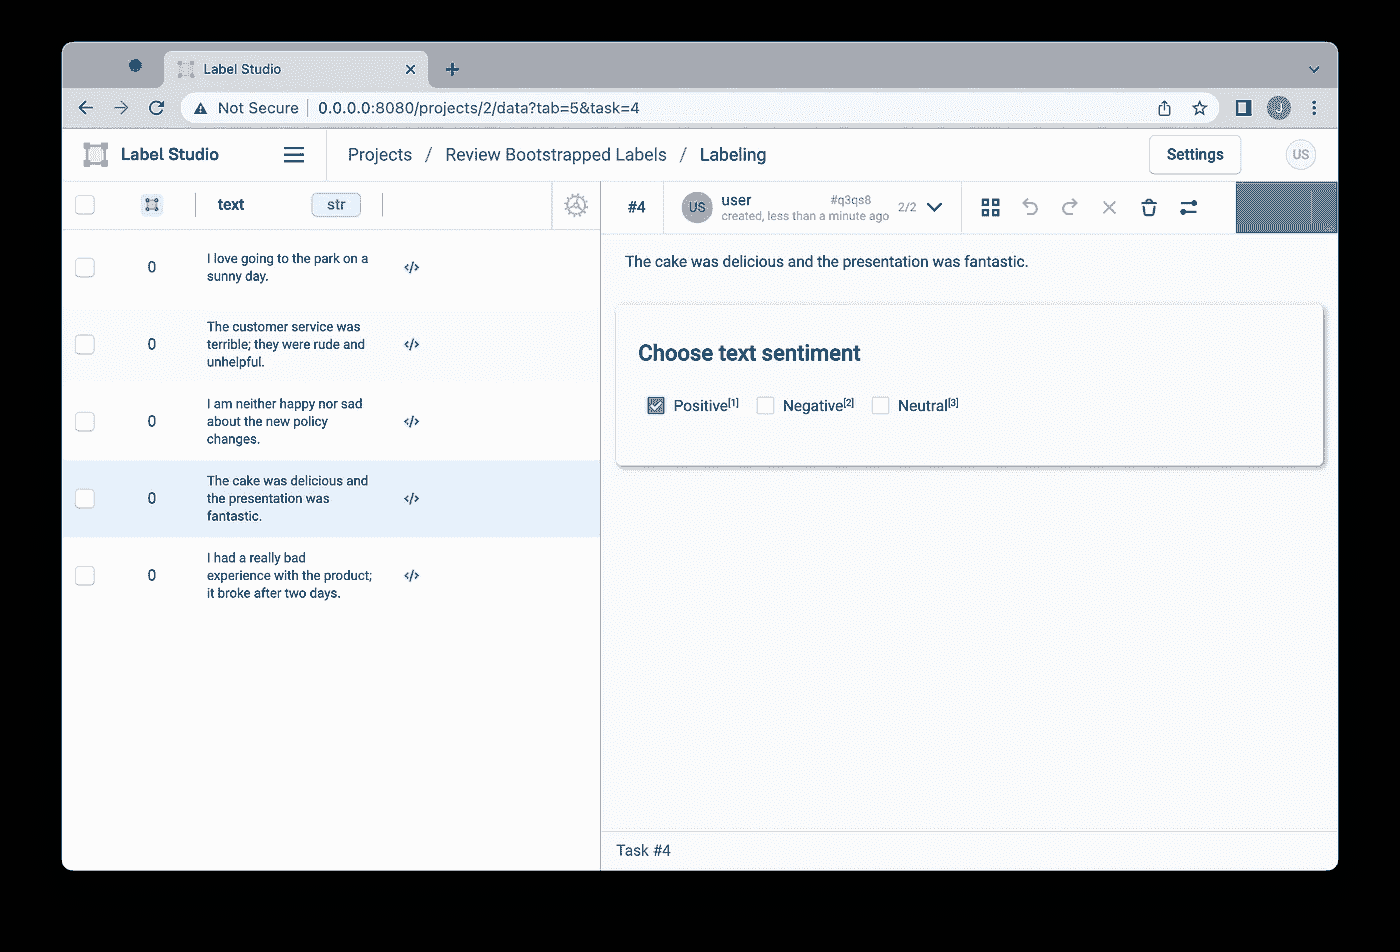 Label Studio
Not Secure 0.0.0.0:8080/projects/2/data?tab=5&task=4
J
Label Studio
Projects / Review Bootstrapped Labels / Labeling
Settings
US
text str
#4
US
user #q3qs8
created, less than a minute ago 2/2
0
I love going to the park on a
sunny day.
</>
0
The customer service was
terrible; they were rude and
unhelpful.
</>
0
I am neither happy nor sad
about the new policy
changes.
</>
0
The cake was delicious and
the presentation was
fantastic.
</>
0
I had a really bad
experience with the product;
it broke after two days.
</>
The cake was delicious and the presentation was fantastic.
Choose text sentiment
Positive[1] Negative[2] Neutral[3]
Task #4